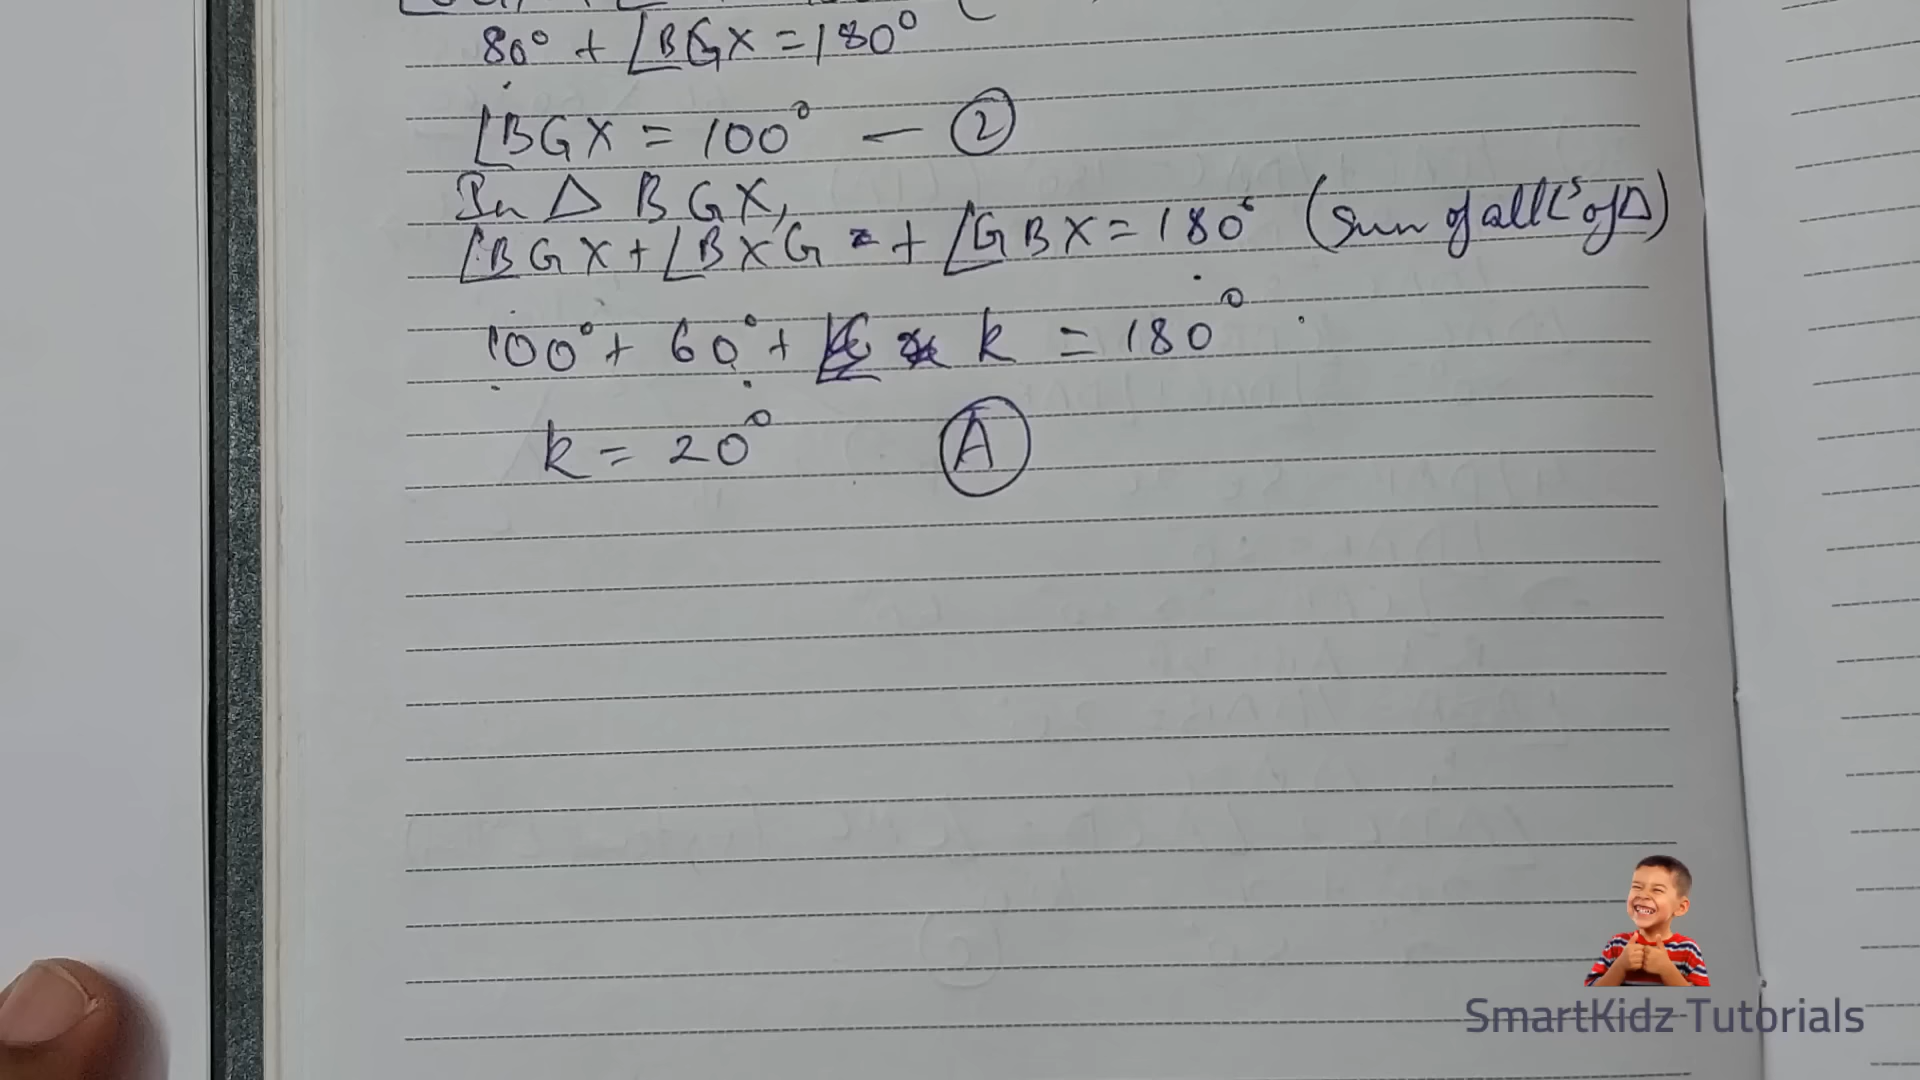 80° + ∠BGX = 180°
∠BGX = 100° — ②
In Δ BGX,
∠BGX + ∠BXG + ∠GBX = 180° (Sum of all ∠s of Δ)
100° + 60° + k = 180°
k = 20° Ⓐ
SmartKidz Tutorials